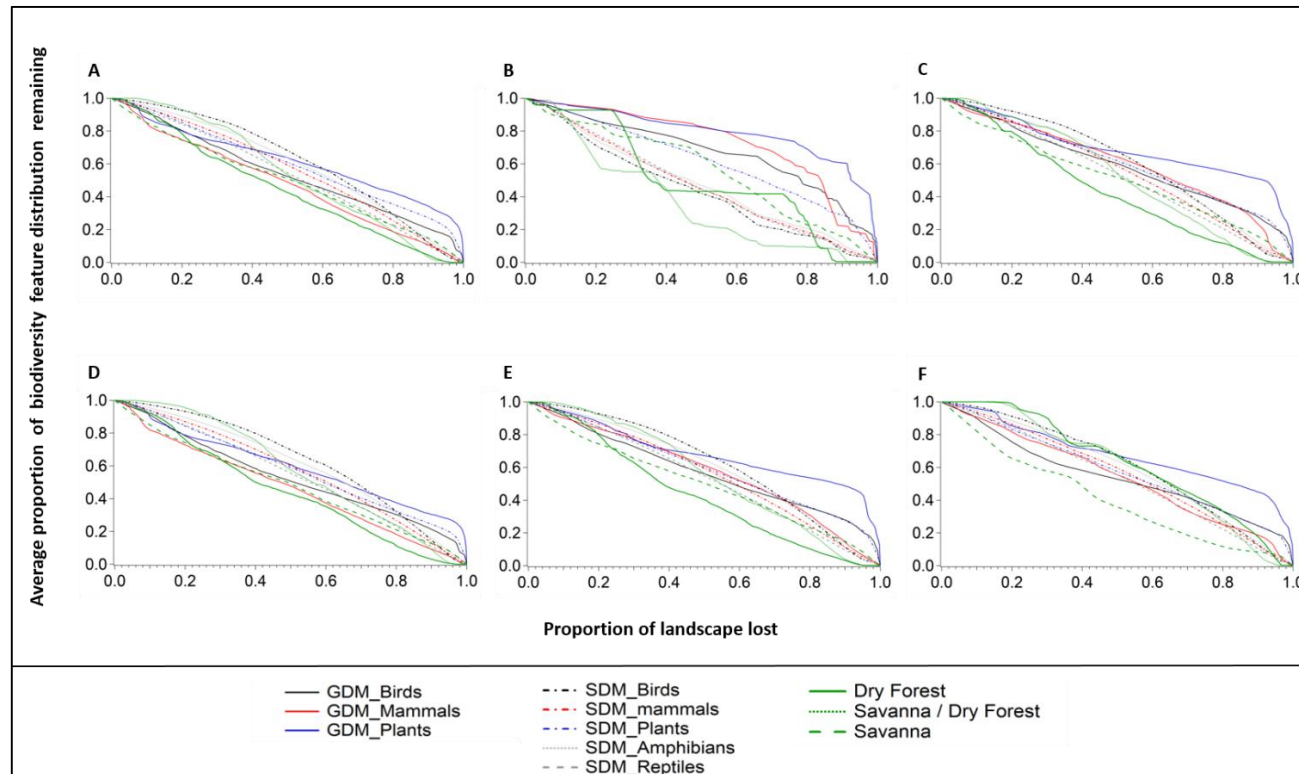 Average proportion of biodiversity feature distribution remaining
A
B
C
1.0
0.8
0.6
0.4
0.2
0.0
0.0 0.2 0.4 0.6 0.8 1.0
1.0
0.8
0.6
0.4
0.2
0.0
0.0 0.2 0.4 0.6 0.8 1.0
1.0
0.8
0.6
0.4
0.2
0.0
0.0 0.2 0.4 0.6 0.8 1.0
D
E
F
1.0
0.8
0.6
0.4
0.2
0.0
0.0 0.2 0.4 0.6 0.8 1.0
1.0
0.8
0.6
0.4
0.2
0.0
0.0 0.2 0.4 0.6 0.8 1.0
1.0
0.8
0.6
0.4
0.2
0.0
0.0 0.2 0.4 0.6 0.8 1.0
Proportion of landscape lost
GDM_Birds
GDM_Mammals
GDM_Plants
SDM_Birds
SDM_mammals
SDM_Plants
SDM_Amphibians
SDM_Reptiles
Dry Forest
Savanna / Dry Forest
Savanna